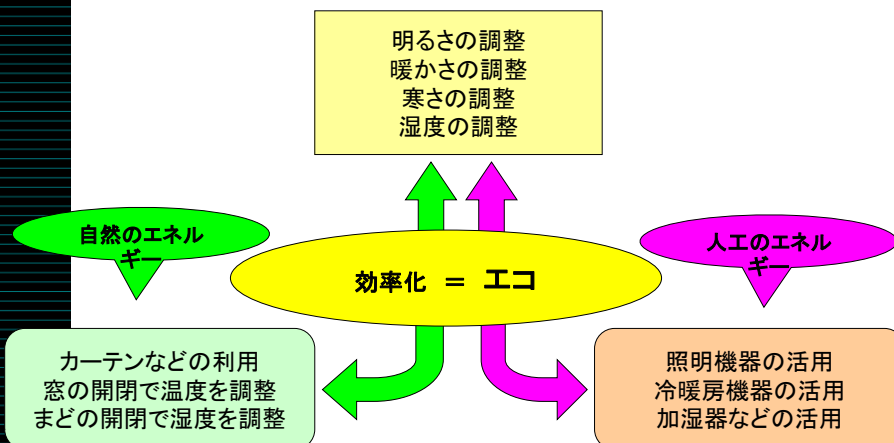 明るさの調整
暖かさの調整
寒さの調整
湿度の調整
自然のエネル
ギー
人工のエネル
ギー
効率化 ＝ エコ
カーテンなどの利用
窓の開閉で温度を調整
まどの開閉で湿度を調整
照明機器の活用
冷暖房機器の活用
加湿器などの活用